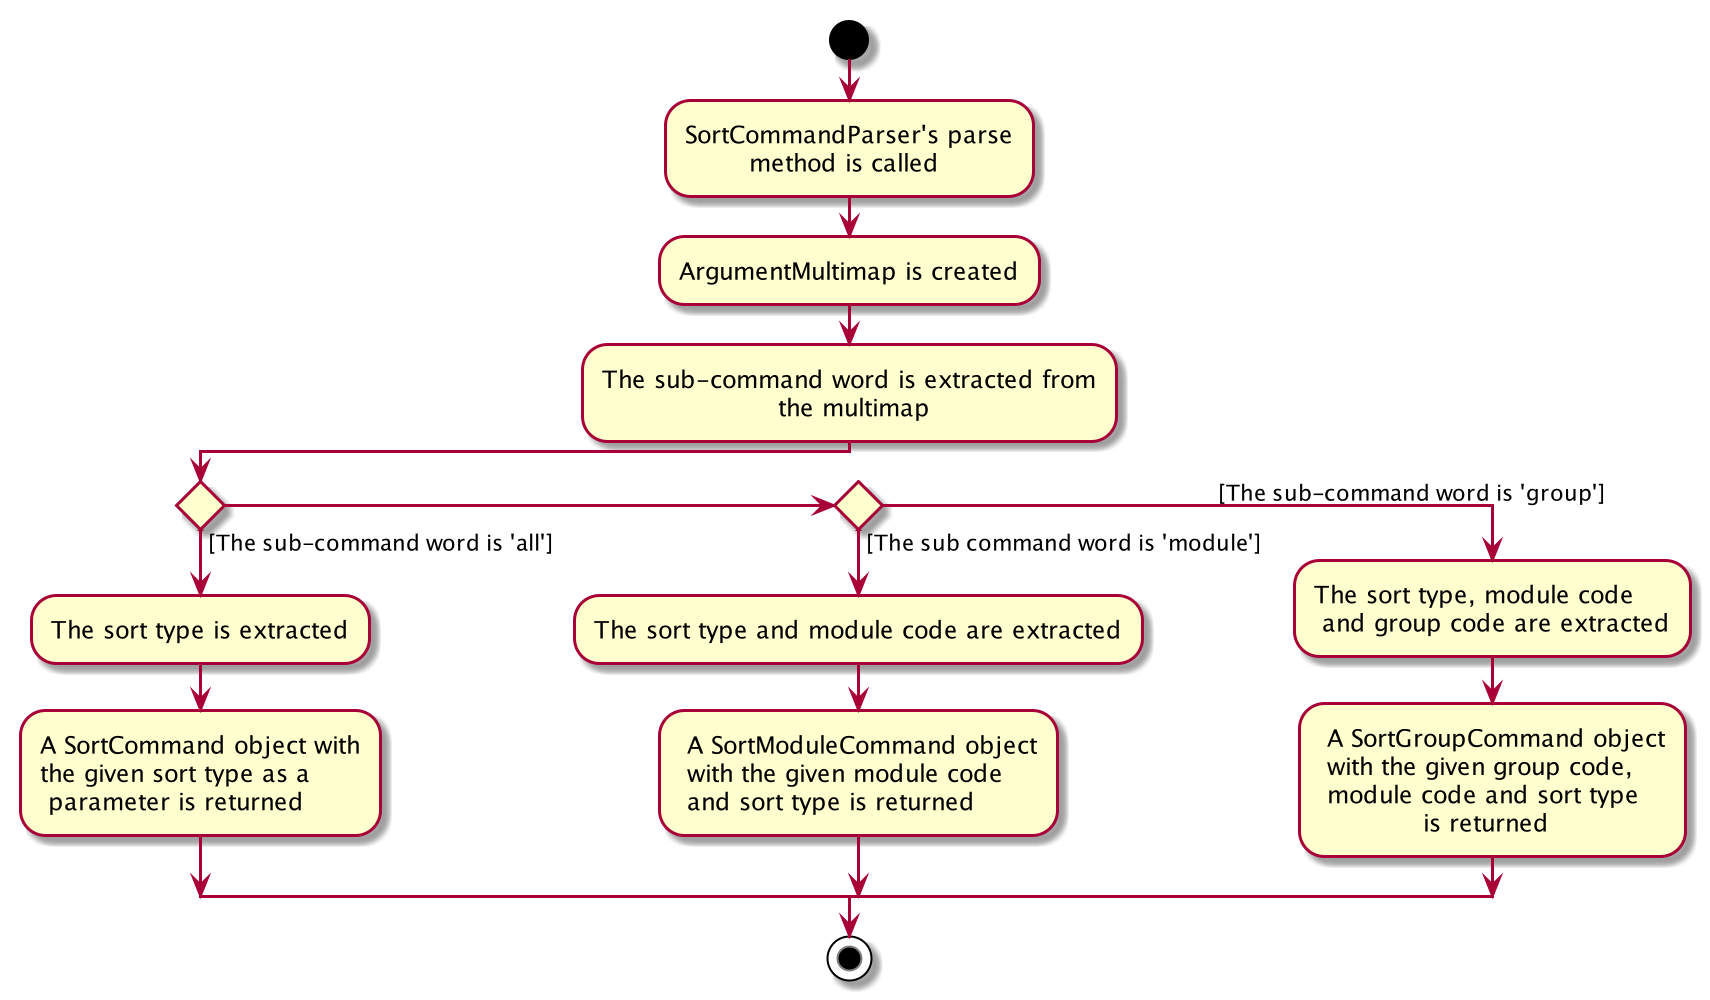 SortCommandParser's parse
method is called
ArgumentMultimap is created
The sub-command word is extracted from
the multimap
[The sub-command word is 'all']
The sort type is extracted
A SortCommand object with
the given sort type as a
parameter is returned
[The sub command word is 'module']
The sort type and module code are extracted
A SortModuleCommand object
with the given module code
and sort type is returned
[The sub-command word is 'group']
The sort type, module code
and group code are extracted
A SortGroupCommand object
with the given group code,
module code and sort type
is returned